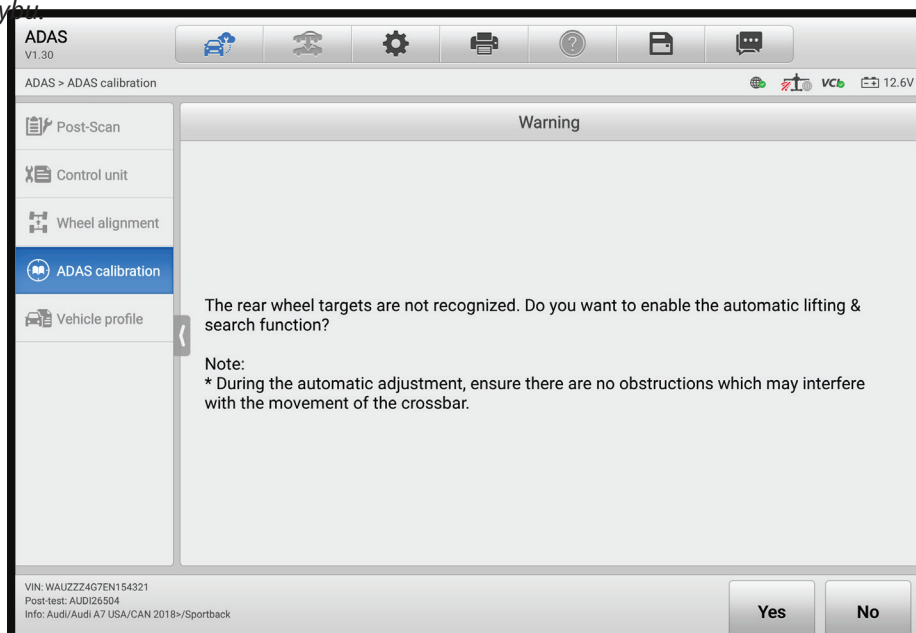 you.
ADAS
V1.30
ADAS > ADAS calibration
VCI
12.6V
Post-Scan
Control unit
Wheel alignment
ADAS calibration
Vehicle profile
Warning
The rear wheel targets are not recognized. Do you want to enable the automatic lifting &
search function?
Note:
* During the automatic adjustment, ensure there are no obstructions which may interfere
with the movement of the crossbar.
VIN: WAUZZZ4G7EN154321
Post-test: AUDI26504
Info: Audi/Audi A7 USA/CAN 2018>/Sportback
Yes
No